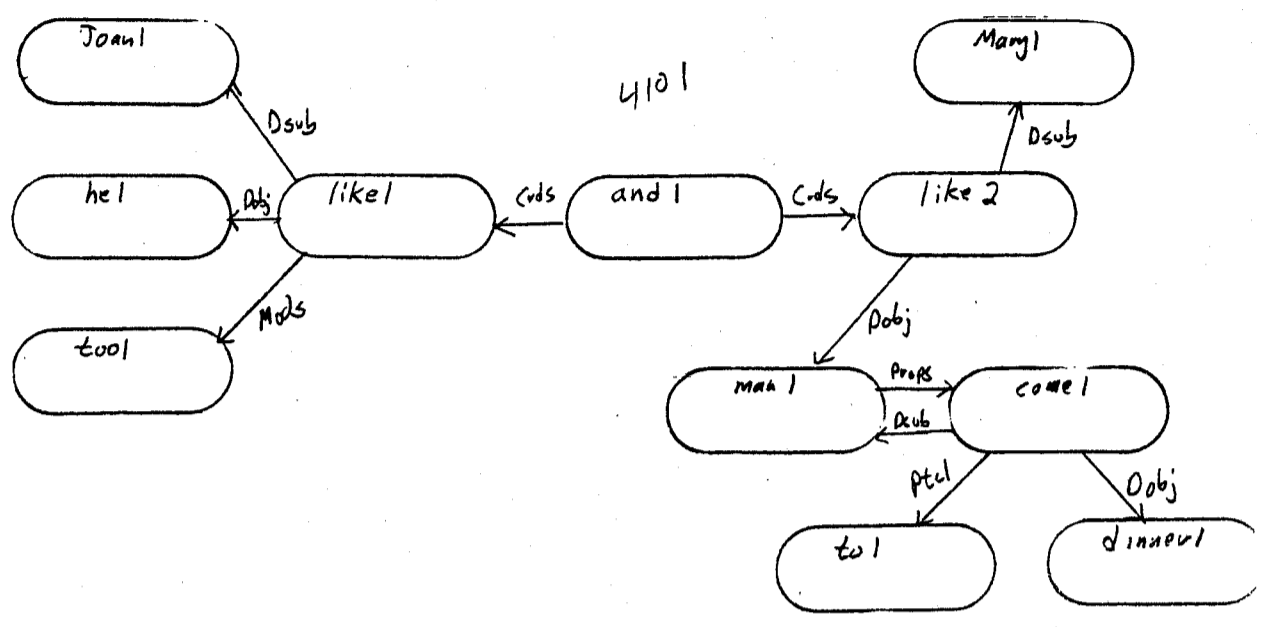 Joan1
Mary1
4101
Dsub
Dsub
he1
Dobj
like1
Crds
and1
Crds
like2
Mods
Dobj
too1
man1
Props
come1
Dsub
Ptcl
Dobj
to1
dinner1